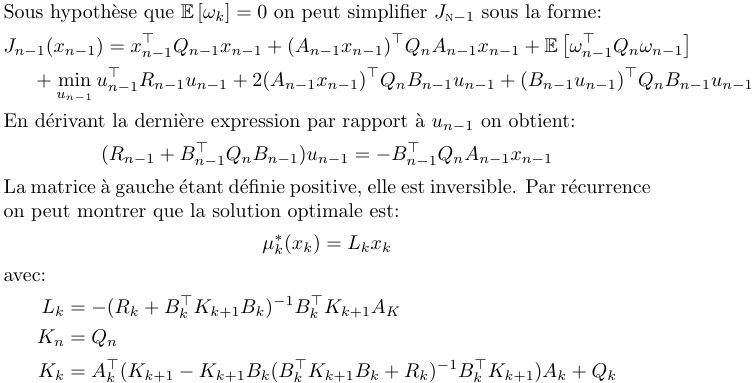 Sous hypothèse que $\mathbb{E}[\omega_k] = 0$ on peut simplifier $J_{\text{N}-1}$ sous la forme:
$J_{n-1}(x_{n-1}) = x_{n-1}^\top Q_{n-1} x_{n-1} + (A_{n-1} x_{n-1})^\top Q_n A_{n-1} x_{n-1} + \mathbb{E}\left[\omega_{n-1}^\top Q_n \omega_{n-1}\right]$
$+ \min_{u_{n-1}} u_{n-1}^\top R_{n-1} u_{n-1} + 2(A_{n-1} x_{n-1})^\top Q_n B_{n-1} u_{n-1} + (B_{n-1} u_{n-1})^\top Q_n B_{n-1} u_{n-1}$
En dérivant la dernière expression par rapport à $u_{n-1}$ on obtient:
$(R_{n-1} + B_{n-1}^\top Q_n B_{n-1}) u_{n-1} = -B_{n-1}^\top Q_n A_{n-1} x_{n-1}$
La matrice à gauche étant définie positive, elle est inversible. Par récurrence
on peut montrer que la solution optimale est:
$\mu_k^*(x_k) = L_k x_k$
avec:
$L_k = -(R_k + B_k^\top K_{k+1} B_k)^{-1} B_k^\top K_{k+1} A_K$
$K_n = Q_n$
$K_k = A_k^\top (K_{k+1} - K_{k+1} B_k (B_k^\top K_{k+1} B_k + R_k)^{-1} B_k^\top K_{k+1}) A_k + Q_k$